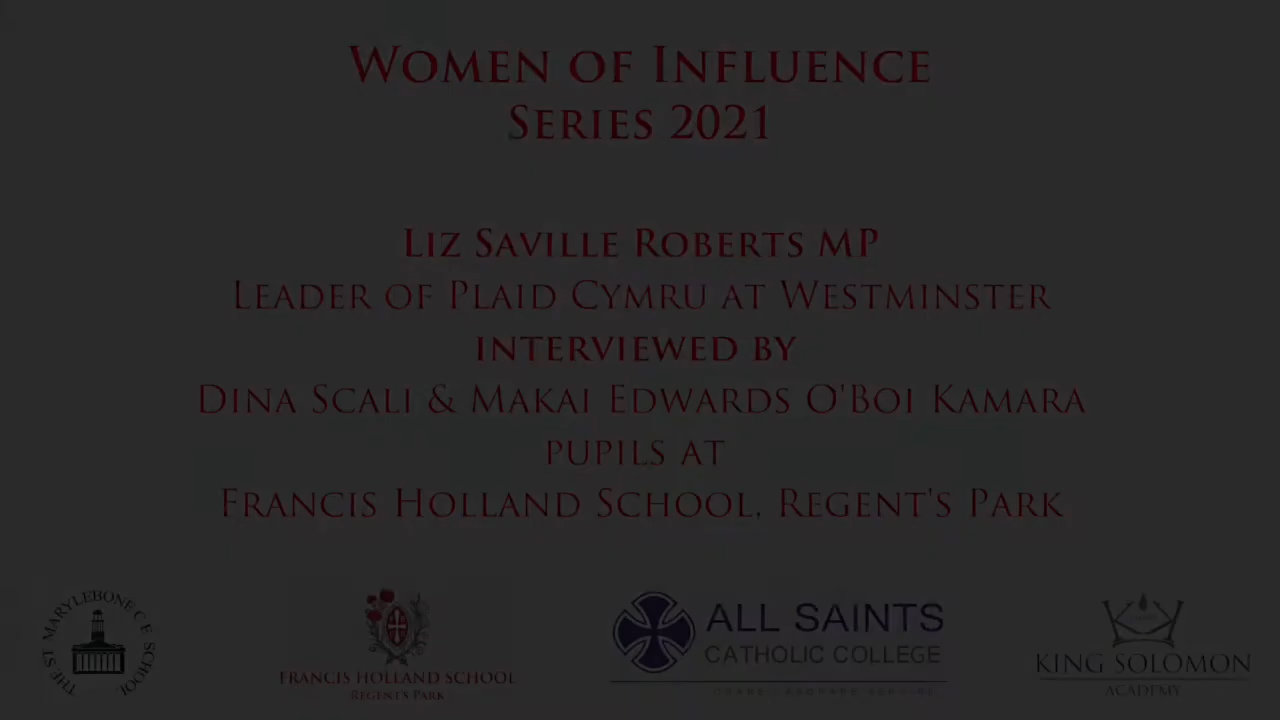 WOMEN OF INFLUENCE
SERIES 2021
LIZ SAVILLE ROBERTS MP
LEADER OF PLAID CYMRU AT WESTMINSTER
INTERVIEWED BY
DINA SCALI & MAKAI EDWARDS O'BOI KAMARA
PUPILS AT
FRANCIS HOLLAND SCHOOL, REGENT'S PARK
THE ST MARYLEBONE C E SCHOOL
FRANCIS HOLLAND SCHOOL
REGENT'S PARK
ALL SAINTS
CATHOLIC COLLEGE
KING SOLOMON
ACADEMY